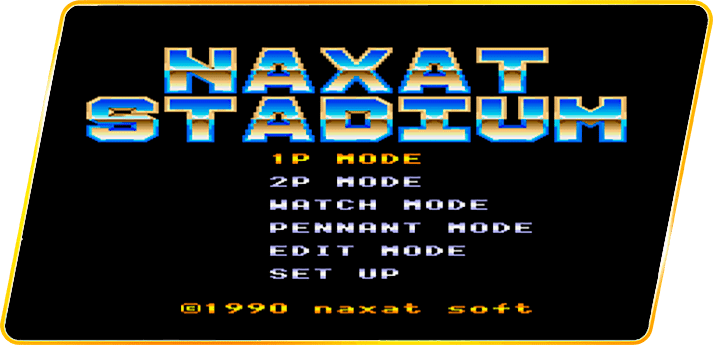 NAXAT
STADIUM
1P MODE
2P MODE
WATCH MODE
PENNANT MODE
EDIT MODE
SET UP
©1990 naxat soft